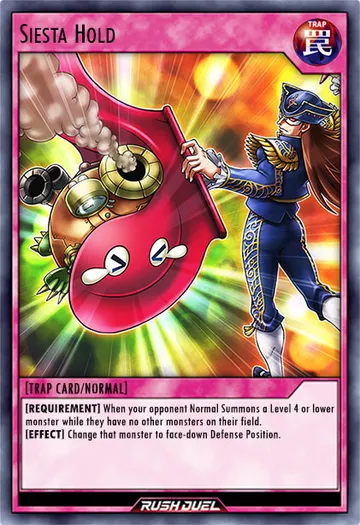 Siesta Hold
TRAP
罠
[TRAP CARD/NORMAL]
[REQUIREMENT] When your opponent Normal Summons a Level 4 or lower
monster while they have no other monsters on their field.
[EFFECT] Change that monster to face-down Defense Position.
RUSH DUEL